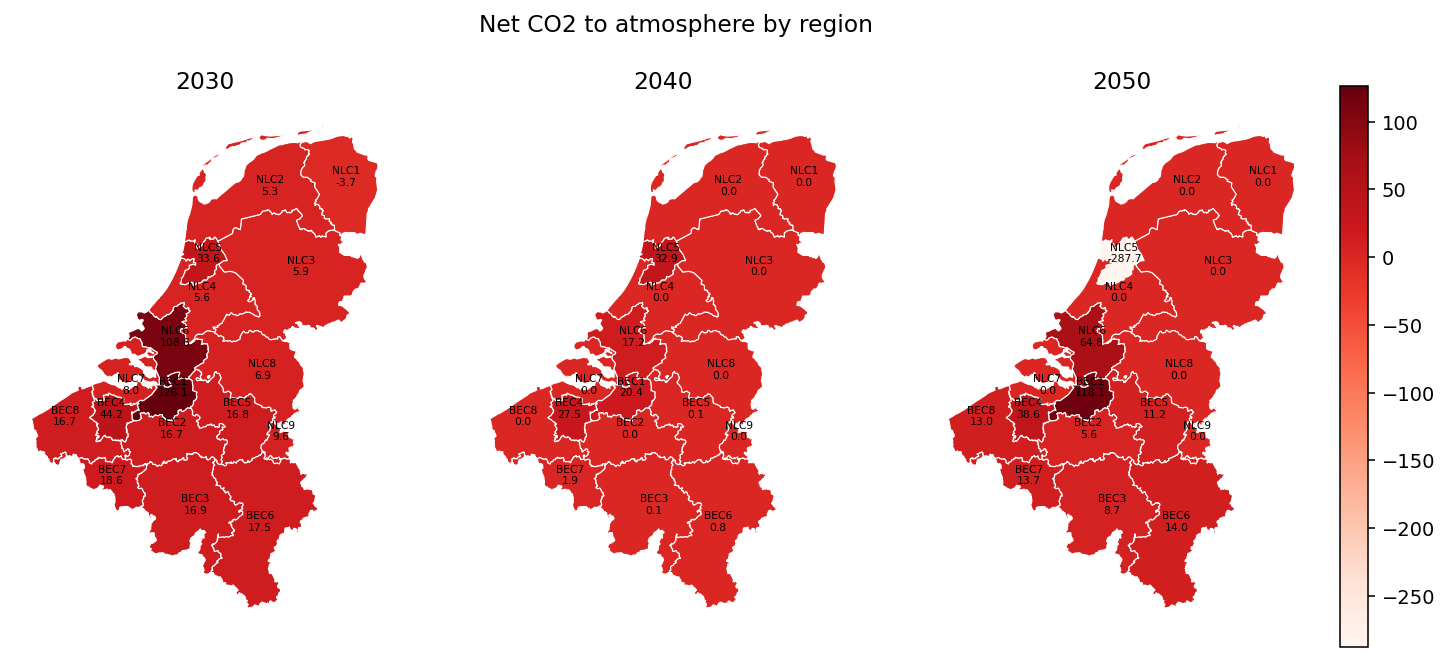 Net CO2 to atmosphere by region
2030
NLC1
-3.7
NLC2
5.3
NLC5
33.6
NLC3
5.9
NLC4
5.6
NLC6
NLC8
6.9
NLC7
BEC4
44.2
BEC8
16.7
BEC5
16.8
BEC2
16.7
NLC9
BEC7
18.6
BEC3
16.9
BEC6
17.5
2040
NLC1
0.0
NLC2
0.0
NLC5
32.9
NLC3
0.0
NLC4
0.0
NLC6
17.2
NLC8
0.0
NLC7
0.0
BEC1
20.4
BEC4
27.5
BEC8
0.0
BEC5
0.1
BEC2
0.0
NLC9
0.0
BEC7
1.9
BEC3
0.1
BEC6
0.8
2050
NLC1
0.0
NLC2
0.0
NLC5
-287.7
NLC3
0.0
NLC4
0.0
NLC6
64.8
NLC8
0.0
NLC7
0.0
BEC1
118.1
BEC4
38.6
BEC8
13.0
BEC5
11.2
BEC2
5.6
NLC9
0.0
BEC7
13.7
BEC3
8.7
BEC6
14.0
100
50
0
−50
−100
−150
−200
−250